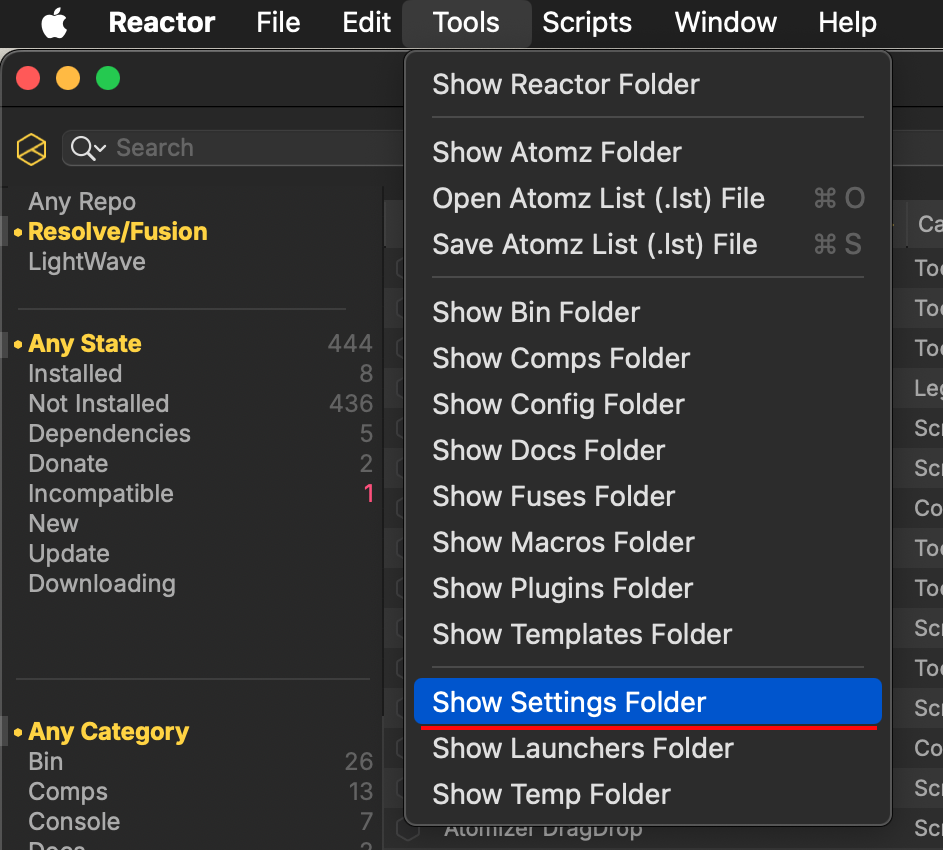 Reactor File Edit Tools Scripts Window Help
Show Reactor Folder
Show Atomz Folder
Open Atomz List (.lst) File ⌘ O
Save Atomz List (.lst) File ⌘ S
Show Bin Folder
Show Comps Folder
Show Config Folder
Show Docs Folder
Show Fuses Folder
Show Macros Folder
Show Plugins Folder
Show Templates Folder
Show Settings Folder
Show Launchers Folder
Show Temp Folder
Search
Any Repo
• Resolve/Fusion
LightWave
• Any State 444
Installed 8
Not Installed 436
Dependencies 5
Donate 2
Incompatible 1
New
Update
Downloading
• Any Category
Bin 26
Comps 13
Console 7
Docs 2
Ca
Too
Too
Too
Leg
Scr
Scr
Co
Too
Too
Scr
Too
Scr
Co
Scr
Atomizer DragDrop Scr